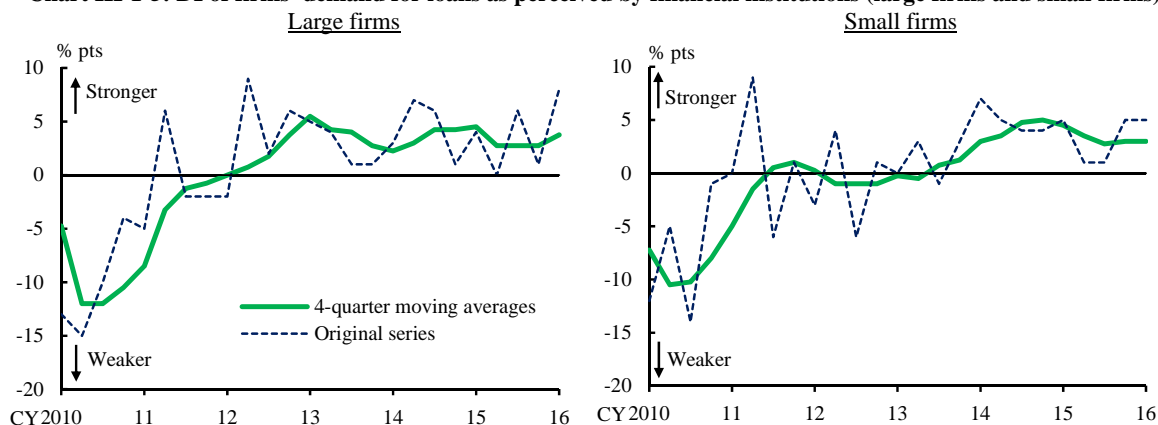 Large firms
% pts
10
Stronger
5
0
-5
-10
4-quarter moving averages
Original series
-15
Weaker
-20
CY2010 11 12 13 14 15 16
Small firms
% pts
10
Stronger
5
0
-5
-10
-15
Weaker
-20
CY2010 11 12 13 14 15 16